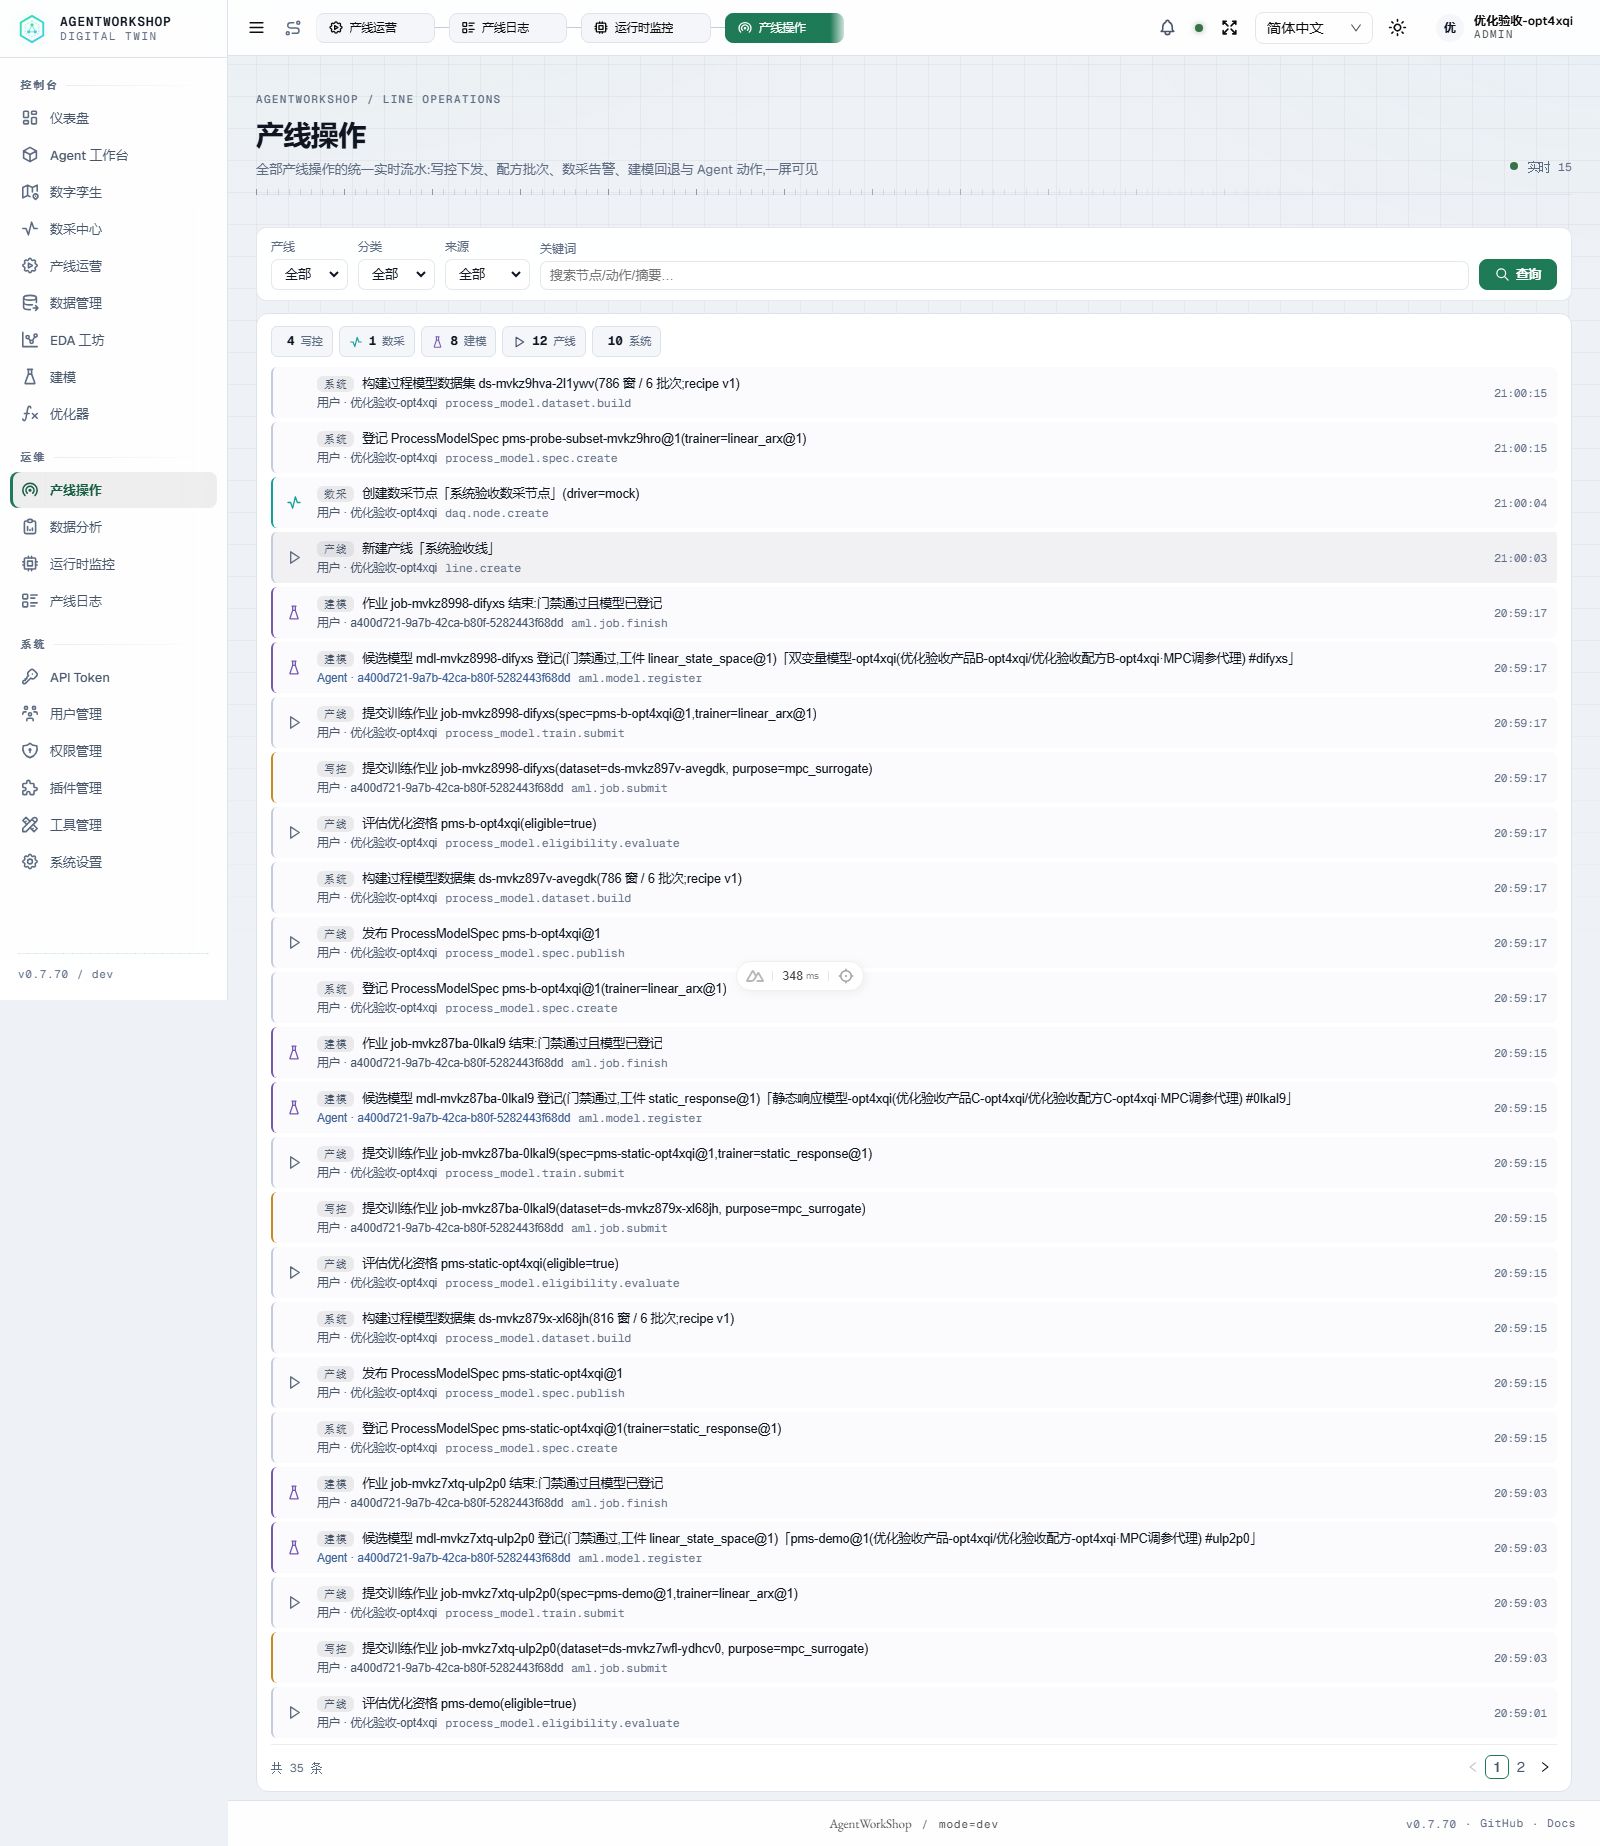 AGENTWORKSHOP
DIGITAL TWIN
控制台
仪表盘
Agent 工作台
数字孪生
数采中心
产线运营
数据管理
EDA 工坊
建模
优化器
运维
产线操作
数据分析
运行时监控
产线日志
系统
API Token
用户管理
权限管理
插件管理
工具管理
系统设置
v0.7.70 / dev
产线运营
产线日志
运行时监控
产线操作
简体中文
优
优化验收-opt4xqi
ADMIN
AGENTWORKSHOP / LINE OPERATIONS
产线操作
全部产线操作的统一实时流水:写控下发、配方批次、数采告警、建模回退与 Agent 动作,一屏可见
实时 15
产线
分类
来源
关键词
全部
全部
全部
搜索节点/动作/摘要...
查询
4 写控
1 数采
8 建模
12 产线
10 系统
系统 构建过程模型数据集 ds-mvkz9hva-2l1ywv(786 窗 / 6 批次;recipe v1)
用户 · 优化验收-opt4xqi process_model.dataset.build
21:00:15
系统 登记 ProcessModelSpec pms-probe-subset-mvkz9hro@1(trainer=linear_arx@1)
用户 · 优化验收-opt4xqi process_model.spec.create
21:00:15
数采 创建数采节点「系统验收数采节点」(driver=mock)
用户 · 优化验收-opt4xqi daq.node.create
21:00:04
产线 新建产线「系统验收线」
用户 · 优化验收-opt4xqi line.create
21:00:03
建模 作业 job-mvkz8998-difyxs 结束:门禁通过且模型已登记
用户 · a400d721-9a7b-42ca-b80f-5282443f68dd aml.job.finish
20:59:17
建模 候选模型 mdl-mvkz8998-difyxs 登记(门禁通过,工件 linear_state_space@1)「双变量模型-opt4xqi(优化验收产品B-opt4xqi/优化验收配方B-opt4xqi·MPC调参代理) #difyxs」
Agent · a400d721-9a7b-42ca-b80f-5282443f68dd aml.model.register
20:59:17
产线 提交训练作业 job-mvkz8998-difyxs(spec=pms-b-opt4xqi@1,trainer=linear_arx@1)
用户 · 优化验收-opt4xqi process_model.train.submit
20:59:17
写控 提交训练作业 job-mvkz8998-difyxs(dataset=ds-mvkz897v-avegdk, purpose=mpc_surrogate)
用户 · a400d721-9a7b-42ca-b80f-5282443f68dd aml.job.submit
20:59:17
产线 评估优化资格 pms-b-opt4xqi(eligible=true)
用户 · 优化验收-opt4xqi process_model.eligibility.evaluate
20:59:17
系统 构建过程模型数据集 ds-mvkz897v-avegdk(786 窗 / 6 批次;recipe v1)
用户 · 优化验收-opt4xqi process_model.dataset.build
20:59:17
产线 发布 ProcessModelSpec pms-b-opt4xqi@1
用户 · 优化验收-opt4xqi process_model.spec.publish
20:59:17
348 ms
系统 登记 ProcessModelSpec pms-b-opt4xqi@1(trainer=linear_arx@1)
用户 · 优化验收-opt4xqi process_model.spec.create
20:59:17
建模 作业 job-mvkz87ba-0lkal9 结束:门禁通过且模型已登记
用户 · a400d721-9a7b-42ca-b80f-5282443f68dd aml.job.finish
20:59:15
建模 候选模型 mdl-mvkz87ba-0lkal9 登记(门禁通过,工件 static_response@1)「静态响应模型-opt4xqi(优化验收产品C-opt4xqi/优化验收配方C-opt4xqi·MPC调参代理) #0lkal9」
Agent · a400d721-9a7b-42ca-b80f-5282443f68dd aml.model.register
20:59:15
产线 提交训练作业 job-mvkz87ba-0lkal9(spec=pms-static-opt4xqi@1,trainer=static_response@1)
用户 · 优化验收-opt4xqi process_model.train.submit
20:59:15
写控 提交训练作业 job-mvkz87ba-0lkal9(dataset=ds-mvkz879x-xl68jh, purpose=mpc_surrogate)
用户 · a400d721-9a7b-42ca-b80f-5282443f68dd aml.job.submit
20:59:15
产线 评估优化资格 pms-static-opt4xqi(eligible=true)
用户 · 优化验收-opt4xqi process_model.eligibility.evaluate
20:59:15
系统 构建过程模型数据集 ds-mvkz879x-xl68jh(816 窗 / 6 批次;recipe v1)
用户 · 优化验收-opt4xqi process_model.dataset.build
20:59:15
产线 发布 ProcessModelSpec pms-static-opt4xqi@1
用户 · 优化验收-opt4xqi process_model.spec.publish
20:59:15
系统 登记 ProcessModelSpec pms-static-opt4xqi@1(trainer=static_response@1)
用户 · 优化验收-opt4xqi process_model.spec.create
20:59:15
建模 作业 job-mvkz7xtq-ulp2p0 结束:门禁通过且模型已登记
用户 · a400d721-9a7b-42ca-b80f-5282443f68dd aml.job.finish
20:59:03
建模 候选模型 mdl-mvkz7xtq-ulp2p0 登记(门禁通过,工件 linear_state_space@1)「pms-demo@1(优化验收产品-opt4xqi/优化验收配方-opt4xqi·MPC调参代理) #ulp2p0」
Agent · a400d721-9a7b-42ca-b80f-5282443f68dd aml.model.register
20:59:03
产线 提交训练作业 job-mvkz7xtq-ulp2p0(spec=pms-demo@1,trainer=linear_arx@1)
用户 · 优化验收-opt4xqi process_model.train.submit
20:59:03
写控 提交训练作业 job-mvkz7xtq-ulp2p0(dataset=ds-mvkz7wfl-ydhcv0, purpose=mpc_surrogate)
用户 · a400d721-9a7b-42ca-b80f-5282443f68dd aml.job.submit
20:59:03
产线 评估优化资格 pms-demo(eligible=true)
用户 · 优化验收-opt4xqi process_model.eligibility.evaluate
20:59:01
共 35 条
1 2
AgentWorkShop / mode=dev
v0.7.70 · GitHub · Docs